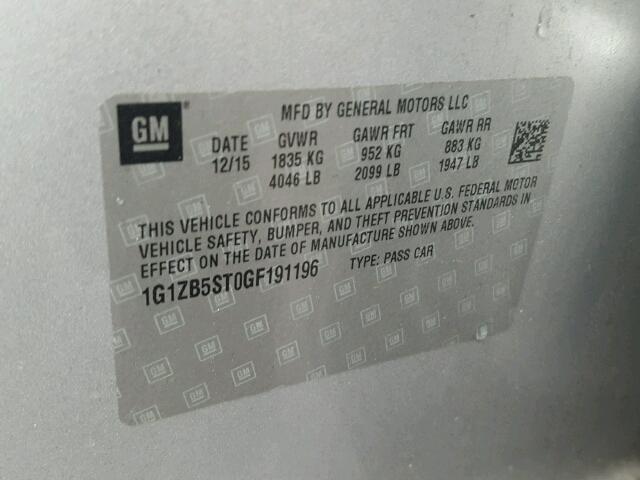 GM ®
MFD BY GENERAL MOTORS LLC
DATE GVWR GAWR FRT GAWR RR
12/15 1835 KG 952 KG 883 KG
4046 LB 2099 LB 1947 LB
THIS VEHICLE CONFORMS TO ALL APPLICABLE U.S. FEDERAL MOTOR
VEHICLE SAFETY, BUMPER, AND THEFT PREVENTION STANDARDS IN
EFFECT ON THE DATE OF MANUFACTURE SHOWN ABOVE.
1G1ZB5ST0GF191196 TYPE: PASS CAR